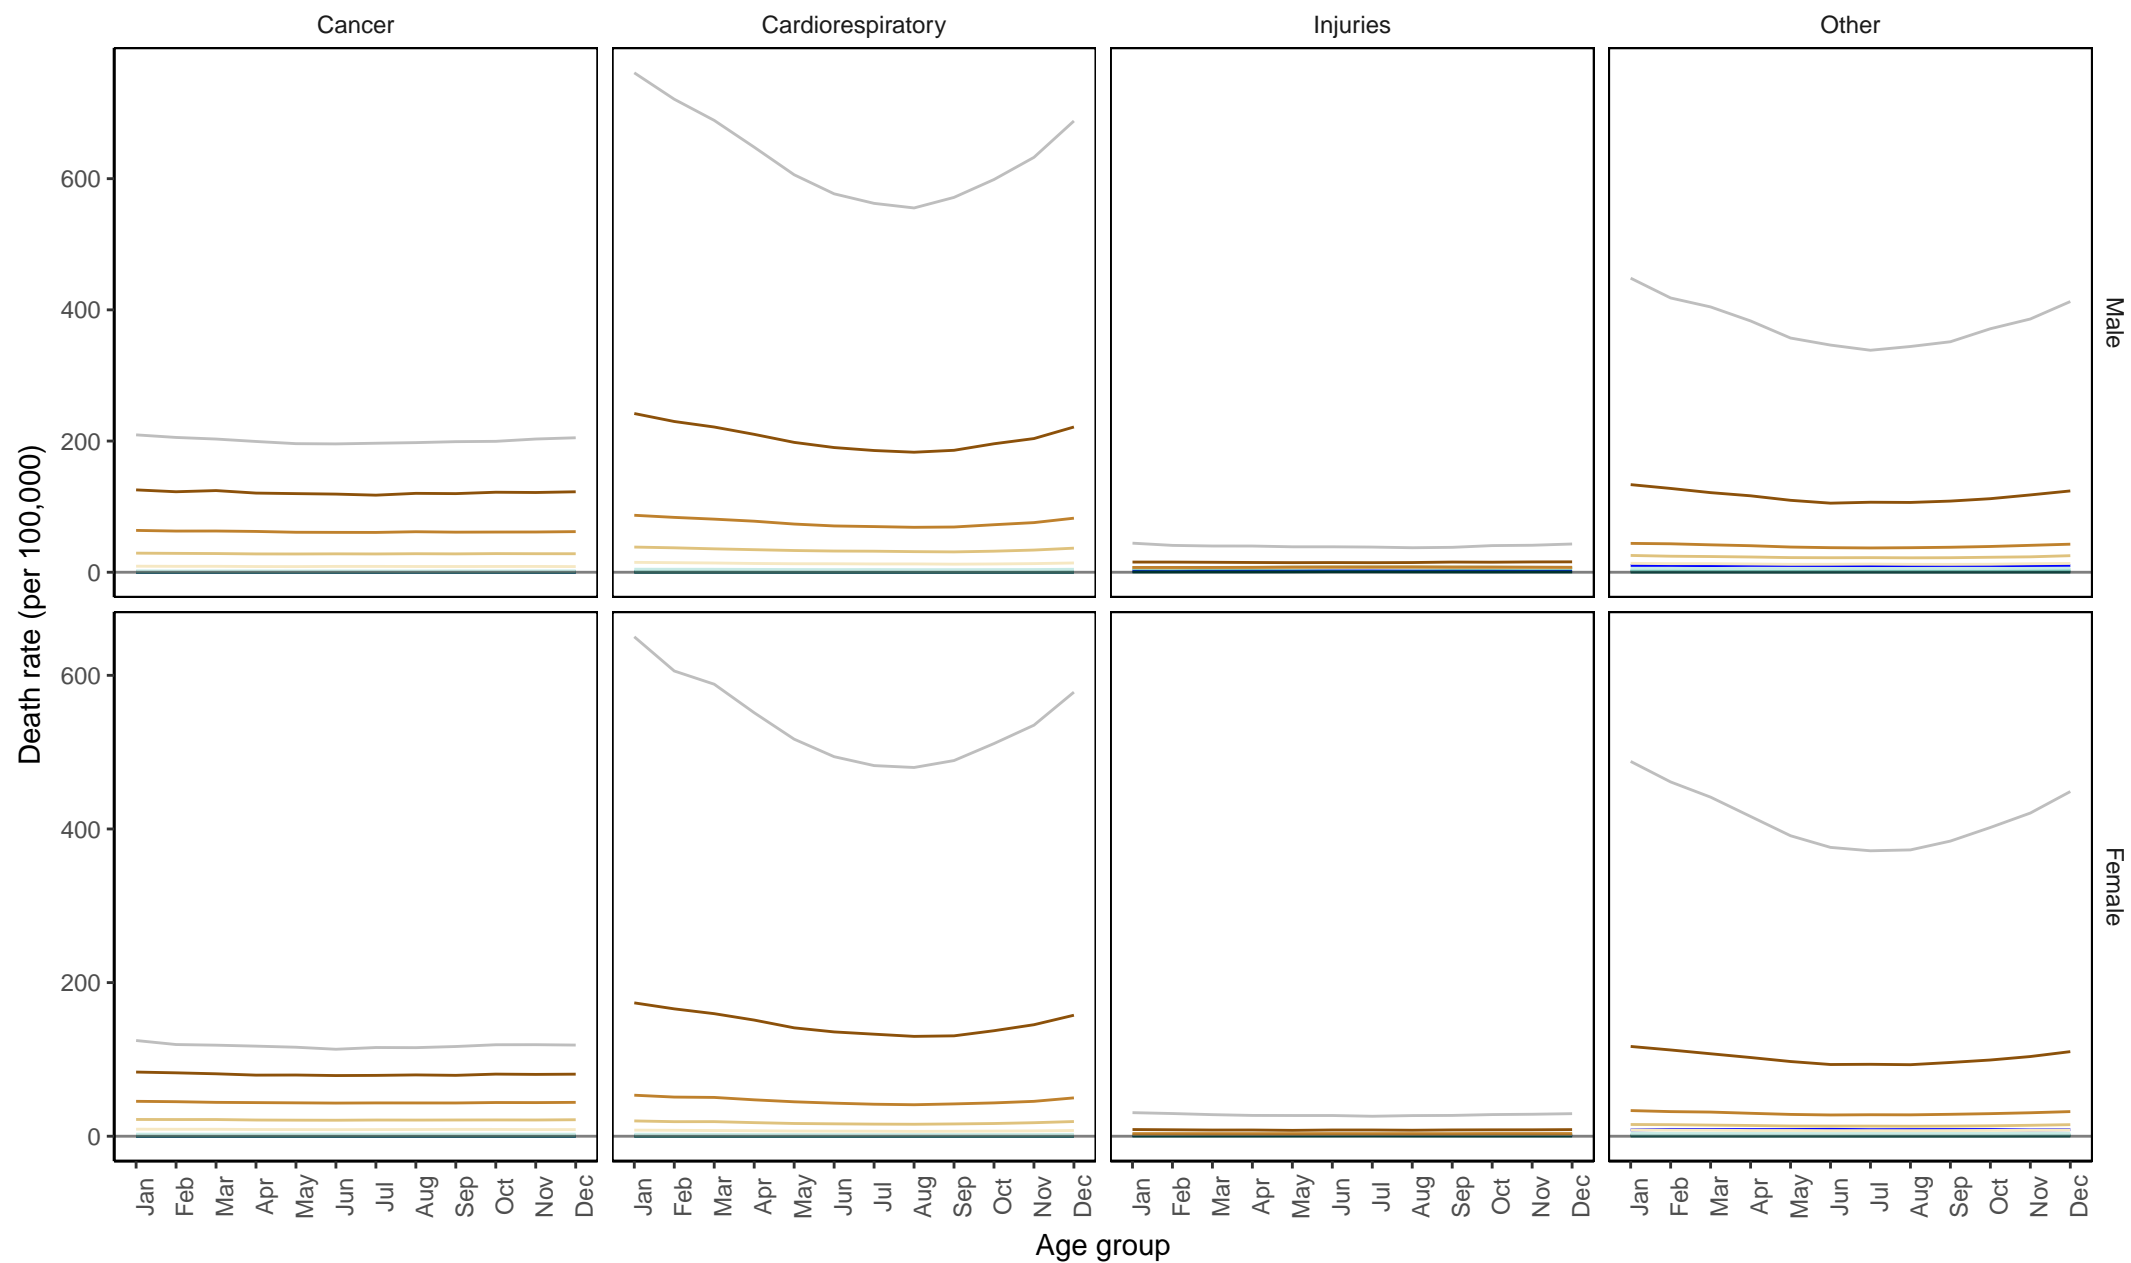 Cancer Cardiorespiratory Injuries Other
Death rate (per 100,000)
600
400
200
0
Male
600
400
200
0
Female
Jan Feb Mar Apr May Jun Jul Aug Sep Oct Nov Dec Jan Feb Mar Apr May Jun Jul Aug Sep Oct Nov Dec Jan Feb Mar Apr May Jun Jul Aug Sep Oct Nov Dec Jan Feb Mar Apr May Jun Jul Aug Sep Oct Nov Dec
Age group